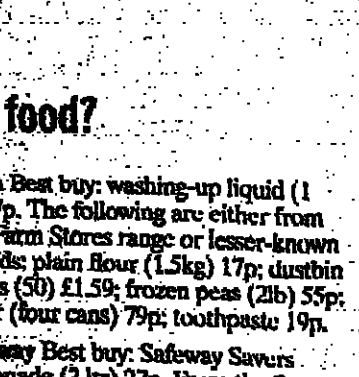 food?
Best buy: washing-up liquid (1
p. The following are either from
arm Stores range or lesser-known
ds; plain flour (1.5kg) 17p; dustbin
s (50) £1.59; frozen peas (2lb) 55p;
(four cans) 79p; toothpaste 19p.
way Best buy: Safeway Savers